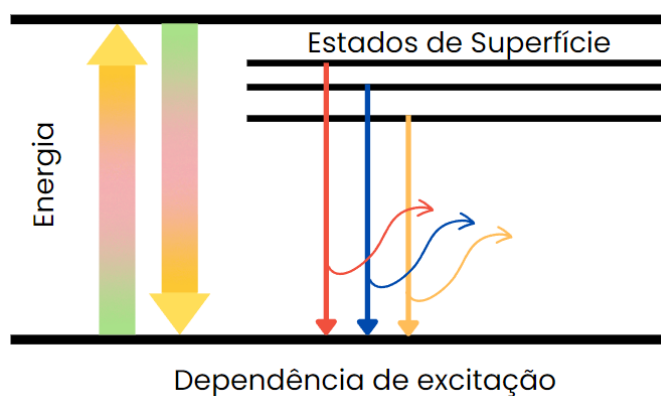 Estados de Superfície
Energia
Dependência de excitação